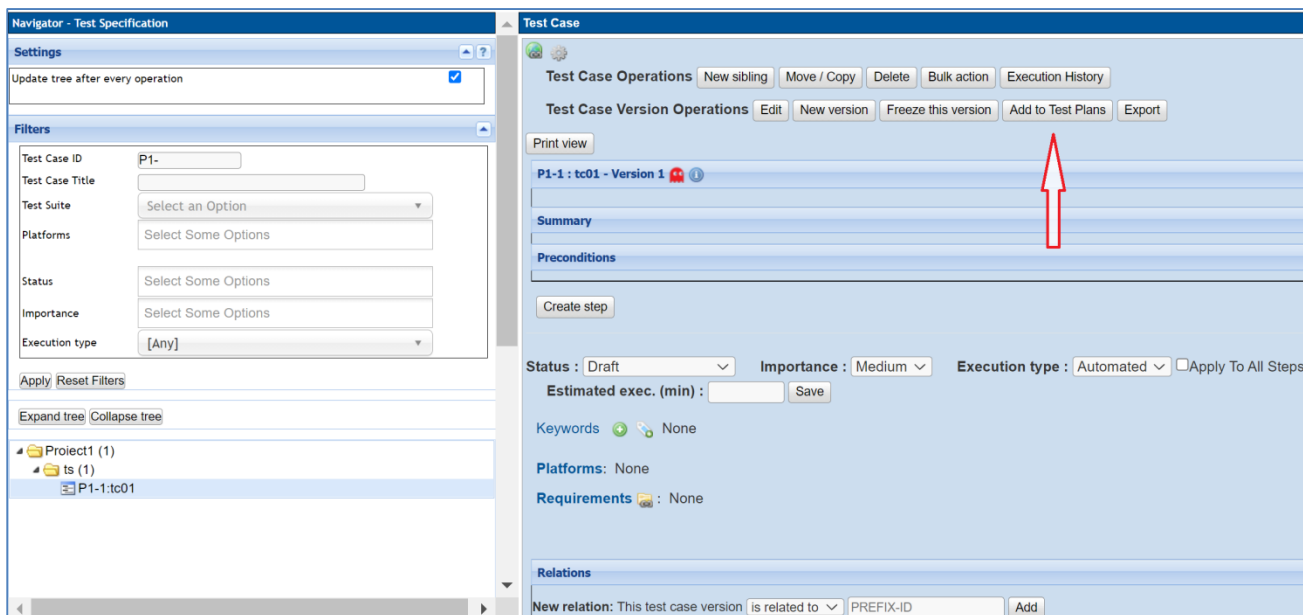 Navigator - Test Specification
Settings
?
Update tree after every operation
Filters
Test Case ID P1-
Test Case Title
Test Suite Select an Option
Platforms Select Some Options
Status Select Some Options
Importance Select Some Options
Execution type [Any]
Apply Reset Filters
Expand tree Collapse tree
Proiect1 (1)
ts (1)
P1-1:tc01
Test Case
Test Case Operations New sibling Move / Copy Delete Bulk action Execution History
Test Case Version Operations Edit New version Freeze this version Add to Test Plans Export
Print view
P1-1 : tc01 - Version 1
Summary
Preconditions
Create step
Status : Draft Importance : Medium Execution type : Automated Apply To All Steps
Estimated exec. (min) : Save
Keywords None
Platforms: None
Requirements : None
Relations
New relation: This test case version is related to PREFIX-ID Add